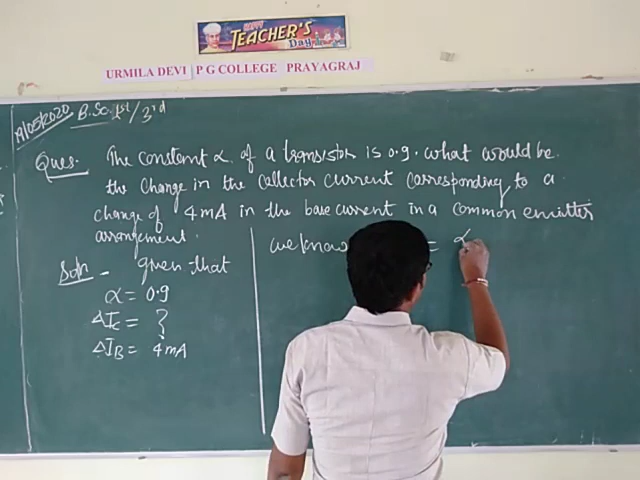 HAPPY
TEACHER'S
Day
URMILA DEVI P G COLLEGE PRAYAGRAJ
B.Sc. 1st / 3rd
Ques. The constant α of a transistor is 0.9. what would be
the change in the collector current corresponding to a
change of 4mA in the base current in a common emitter
arrangement.
Soln - given that
α = 0.9
ΔIc = ?
ΔIB = 4mA
we know = α